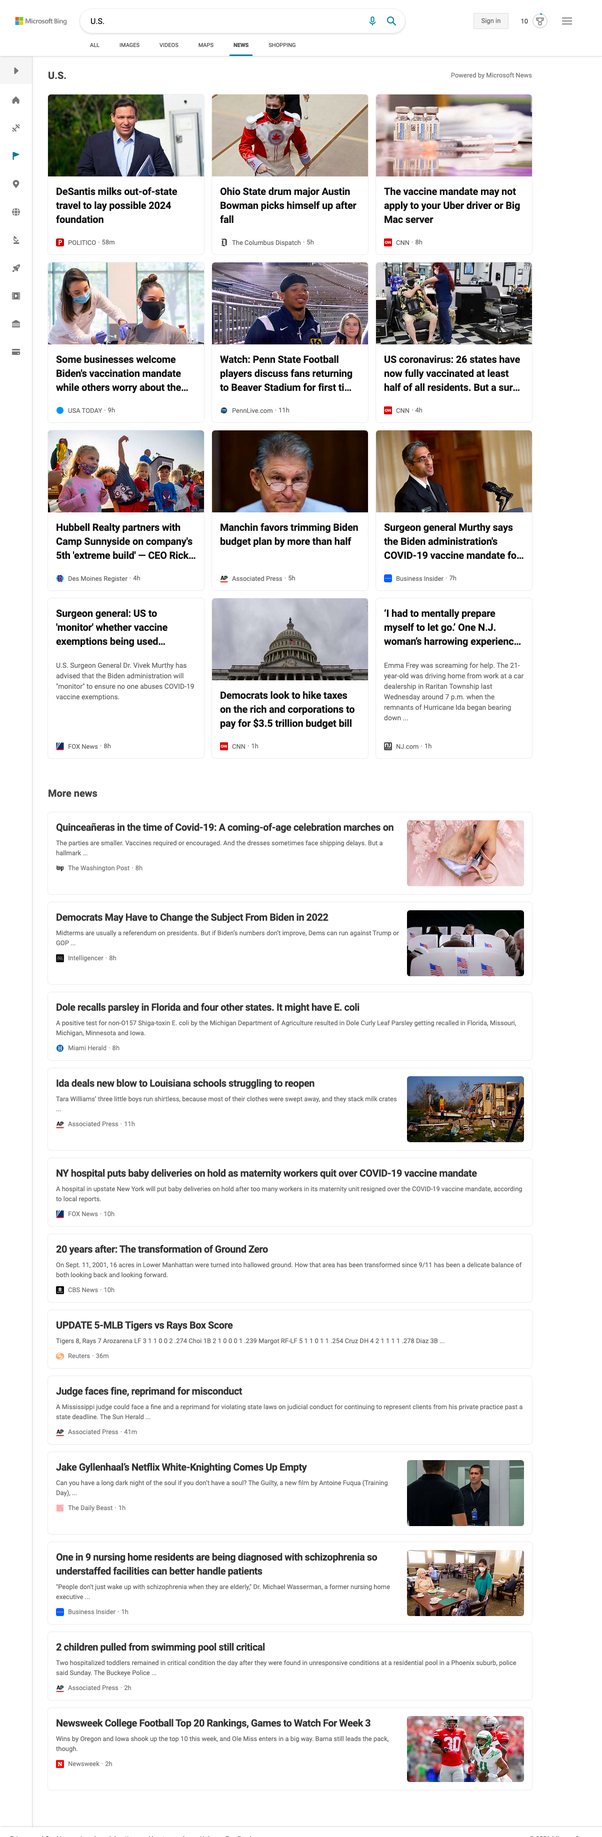 Microsoft Bing
U.S.
Sign in
10
ALL
IMAGES
VIDEOS
MAPS
NEWS
SHOPPING
U.S.
Powered by Microsoft News
DeSantis milks out-of-state
travel to lay possible 2024
foundation
POLITICO · 58m
Ohio State drum major Austin
Bowman picks himself up after
fall
The Columbus Dispatch · 5h
The vaccine mandate may not
apply to your Uber driver or Big
Mac server
CNN · 8h
Some businesses welcome
Biden's vaccination mandate
while others worry about the...
USA TODAY · 9h
Watch: Penn State Football
players discuss fans returning
to Beaver Stadium for first ti...
PennLive.com · 11h
US coronavirus: 26 states have
now fully vaccinated at least
half of all residents. But a sur...
CNN · 4h
Hubbell Realty partners with
Camp Sunnyside on company's
5th 'extreme build' — CEO Rick...
Des Moines Register · 4h
Manchin favors trimming Biden
budget plan by more than half
AP Associated Press · 5h
Surgeon general Murthy says
the Biden administration's
COVID-19 vaccine mandate fo...
Business Insider · 7h
Surgeon general: US to
'monitor' whether vaccine
exemptions being used...
U.S. Surgeon General Dr. Vivek Murthy has
advised that the Biden administration will
"monitor" to ensure no one abuses COVID-19
vaccine exemptions.
FOX News · 8h
Democrats look to hike taxes
on the rich and corporations to
pay for $3.5 trillion budget bill
CNN · 1h
'I had to mentally prepare
myself to let go.' One N.J.
woman's harrowing experienc...
Emma Frey was screaming for help. The 21-
year-old was driving home from work at a car
dealership in Raritan Township last
Wednesday around 7 p.m. when the
remnants of Hurricane Ida began bearing
down ...
NJ.com · 1h
More news
Quinceañeras in the time of Covid-19: A coming-of-age celebration marches on
The parties are smaller. Vaccines required or encouraged. And the dresses sometimes face shipping delays. But a
hallmark ...
wp The Washington Post · 8h
Democrats May Have to Change the Subject From Biden in 2022
Midterms are usually a referendum on presidents. But if Biden's numbers don't improve, Dems can run against Trump or
GOP ...
Intelligencer · 8h
Dole recalls parsley in Florida and four other states. It might have E. coli
A positive test for non-O157 Shiga-toxin E. coli by the Michigan Department of Agriculture resulted in Dole Curly Leaf Parsley getting recalled in Florida, Missouri,
Michigan, Minnesota and Iowa.
Miami Herald · 8h
Ida deals new blow to Louisiana schools struggling to reopen
Tara Williams' three little boys run shirtless, because most of their clothes were swept away, and they stack milk crates
...
AP Associated Press · 11h
NY hospital puts baby deliveries on hold as maternity workers quit over COVID-19 vaccine mandate
A hospital in upstate New York will put baby deliveries on hold after too many workers in its maternity unit resigned over the COVID-19 vaccine mandate, according
to local reports.
FOX News · 10h
20 years after: The transformation of Ground Zero
On Sept. 11, 2001, 16 acres in Lower Manhattan were turned into hallowed ground. How that area has been transformed since 9/11 has been a delicate balance of
both looking back and looking forward.
CBS News · 10h
UPDATE 5-MLB Tigers vs Rays Box Score
Tigers 8, Rays 7 Arozarena LF 3 1 1 0 0 2 .274 Choi 1B 2 1 0 0 0 1 .239 Margot RF-LF 5 1 1 0 1 1 .254 Cruz DH 4 2 1 1 1 1 .278 Diaz 3B ...
Reuters · 36m
Judge faces fine, reprimand for misconduct
A Mississippi judge could face a fine and a reprimand for violating state laws on judicial conduct for continuing to represent clients from his private practice past a
state deadline. The Sun Herald ...
AP Associated Press · 41m
Jake Gyllenhaal's Netflix White-Knighting Comes Up Empty
Can you have a long dark night of the soul if you don't have a soul? The Guilty, a new film by Antoine Fuqua (Training
Day), ...
The Daily Beast · 1h
One in 9 nursing home residents are being diagnosed with schizophrenia so
understaffed facilities can better handle patients
"People don't just wake up with schizophrenia when they are elderly," Dr. Michael Wasserman, a former nursing home
executive ...
Business Insider · 1h
2 children pulled from swimming pool still critical
Two hospitalized toddlers remained in critical condition the day after they were found in unresponsive conditions at a residential pool in a Phoenix suburb, police
said Sunday. The Buckeye Police ...
AP Associated Press · 2h
Newsweek College Football Top 20 Rankings, Games to Watch For Week 3
Wins by Oregon and Iowa shook up the top 10 this week, and Ole Miss enters in a big way. Bama still leads the pack,
though.
N Newsweek · 2h